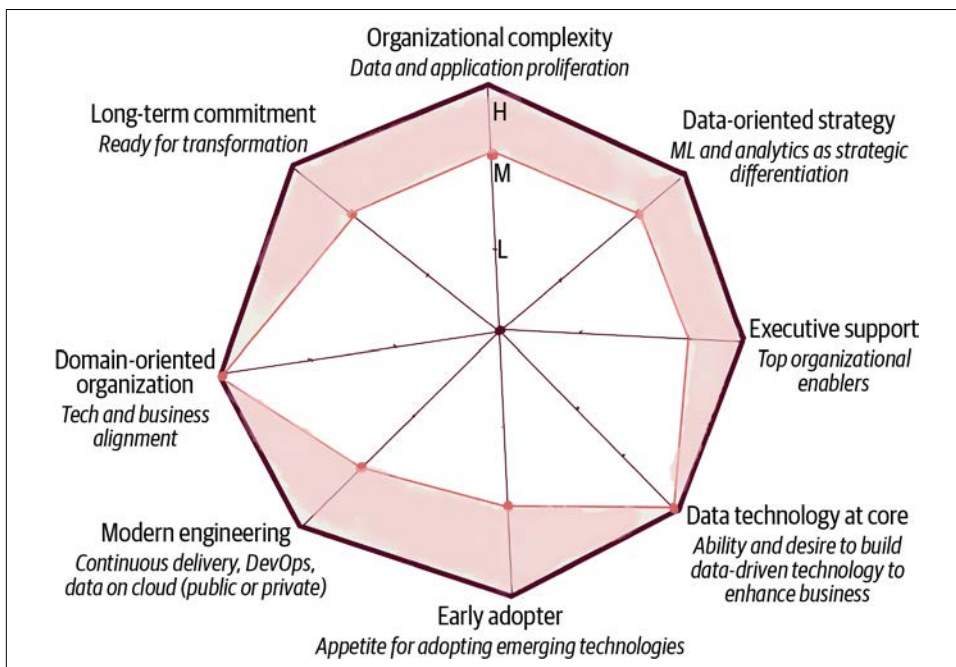 Organizational complexity
Data and application proliferation
Long-term commitment
Ready for transformation
H
Data-oriented strategy
ML and analytics as strategic
differentiation
M
L
Executive support
Top organizational
enablers
Domain-oriented
organization
Tech and business
alignment
Modern engineering
Continuous delivery, DevOps,
data on cloud (public or private)
Data technology at core
Ability and desire to build
data-driven technology to
enhance business
Early adopter
Appetite for adopting emerging technologies